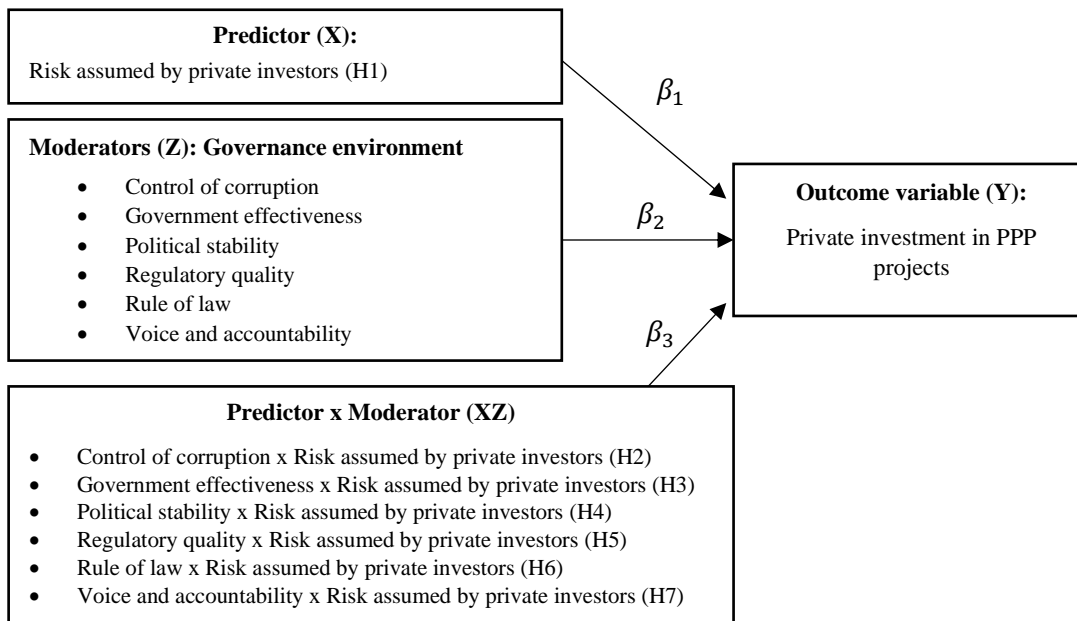 Predictor (X):
Risk assumed by private investors (H1)
β₁
Moderators (Z): Governance environment
• Control of corruption
• Government effectiveness
• Political stability
• Regulatory quality
• Rule of law
• Voice and accountability
β₂
Outcome variable (Y):
Private investment in PPP
projects
β₃
Predictor x Moderator (XZ)
• Control of corruption x Risk assumed by private investors (H2)
• Government effectiveness x Risk assumed by private investors (H3)
• Political stability x Risk assumed by private investors (H4)
• Regulatory quality x Risk assumed by private investors (H5)
• Rule of law x Risk assumed by private investors (H6)
• Voice and accountability x Risk assumed by private investors (H7)